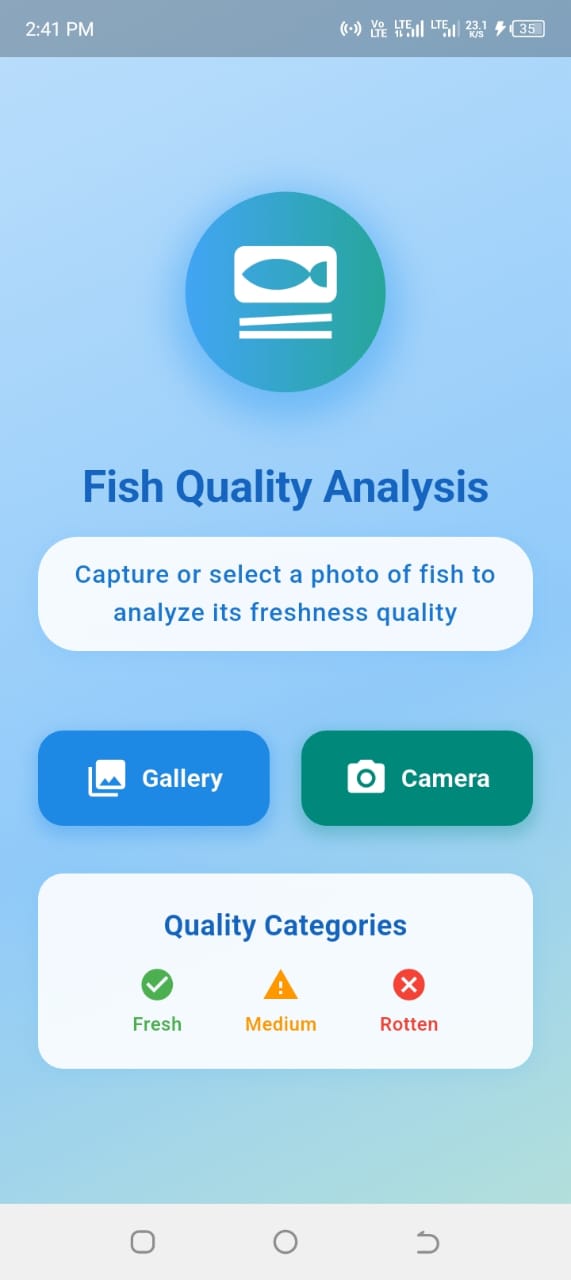 2:41 PM
Vo LTE LTE LTE 23.1 K/S 35
Fish Quality Analysis
Capture or select a photo of fish to
analyze its freshness quality
Gallery Camera
Quality Categories
Fresh Medium Rotten